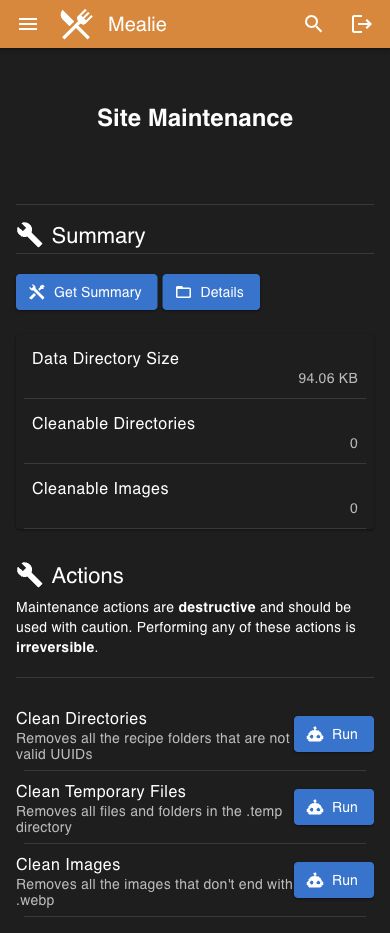 Mealie
Site Maintenance
Summary
Get Summary
Details
Data Directory Size
94.06 KB
Cleanable Directories
0
Cleanable Images
0
Actions
Maintenance actions are destructive and should be
used with caution. Performing any of these actions is
irreversible.
Clean Directories
Removes all the recipe folders that are not
valid UUIDs
Run
Clean Temporary Files
Removes all files and folders in the .temp
directory
Run
Clean Images
Removes all the images that don't end with
.webp
Run